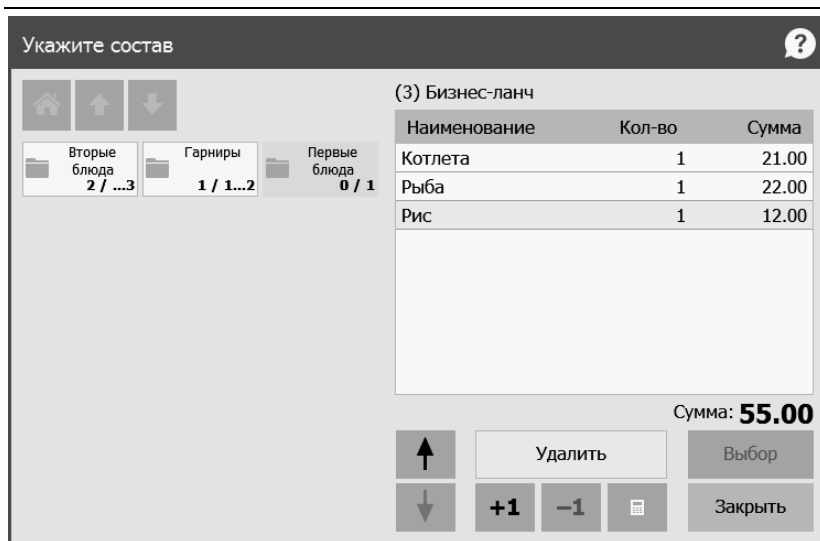 Укажите состав
?
(3) Бизнес-ланч
Наименование Кол-во Сумма
Котлета 1 21.00
Рыба 1 22.00
Рис 1 12.00
Вторые
блюда
2 / ...3
Гарниры
1 / 1...2
Первые
блюда
0 / 1
Сумма: 55.00
Удалить
Выбор
+1
−1
Закрыть